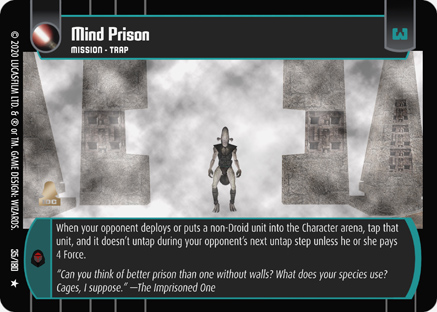 Mind Prison
MISSION - TRAP
When your opponent deploys or puts a non-Droid unit into the Character arena, tap that
unit, and it doesn't untap during your opponent's next untap step unless he or she pays
4 Force.
"Can you think of better prison than one without walls? What does your species use?
Cages, I suppose." —The Imprisoned One
© 2020 LUCASFILM LTD. & ® or TM. GAME DESIGN: WIZARDS.